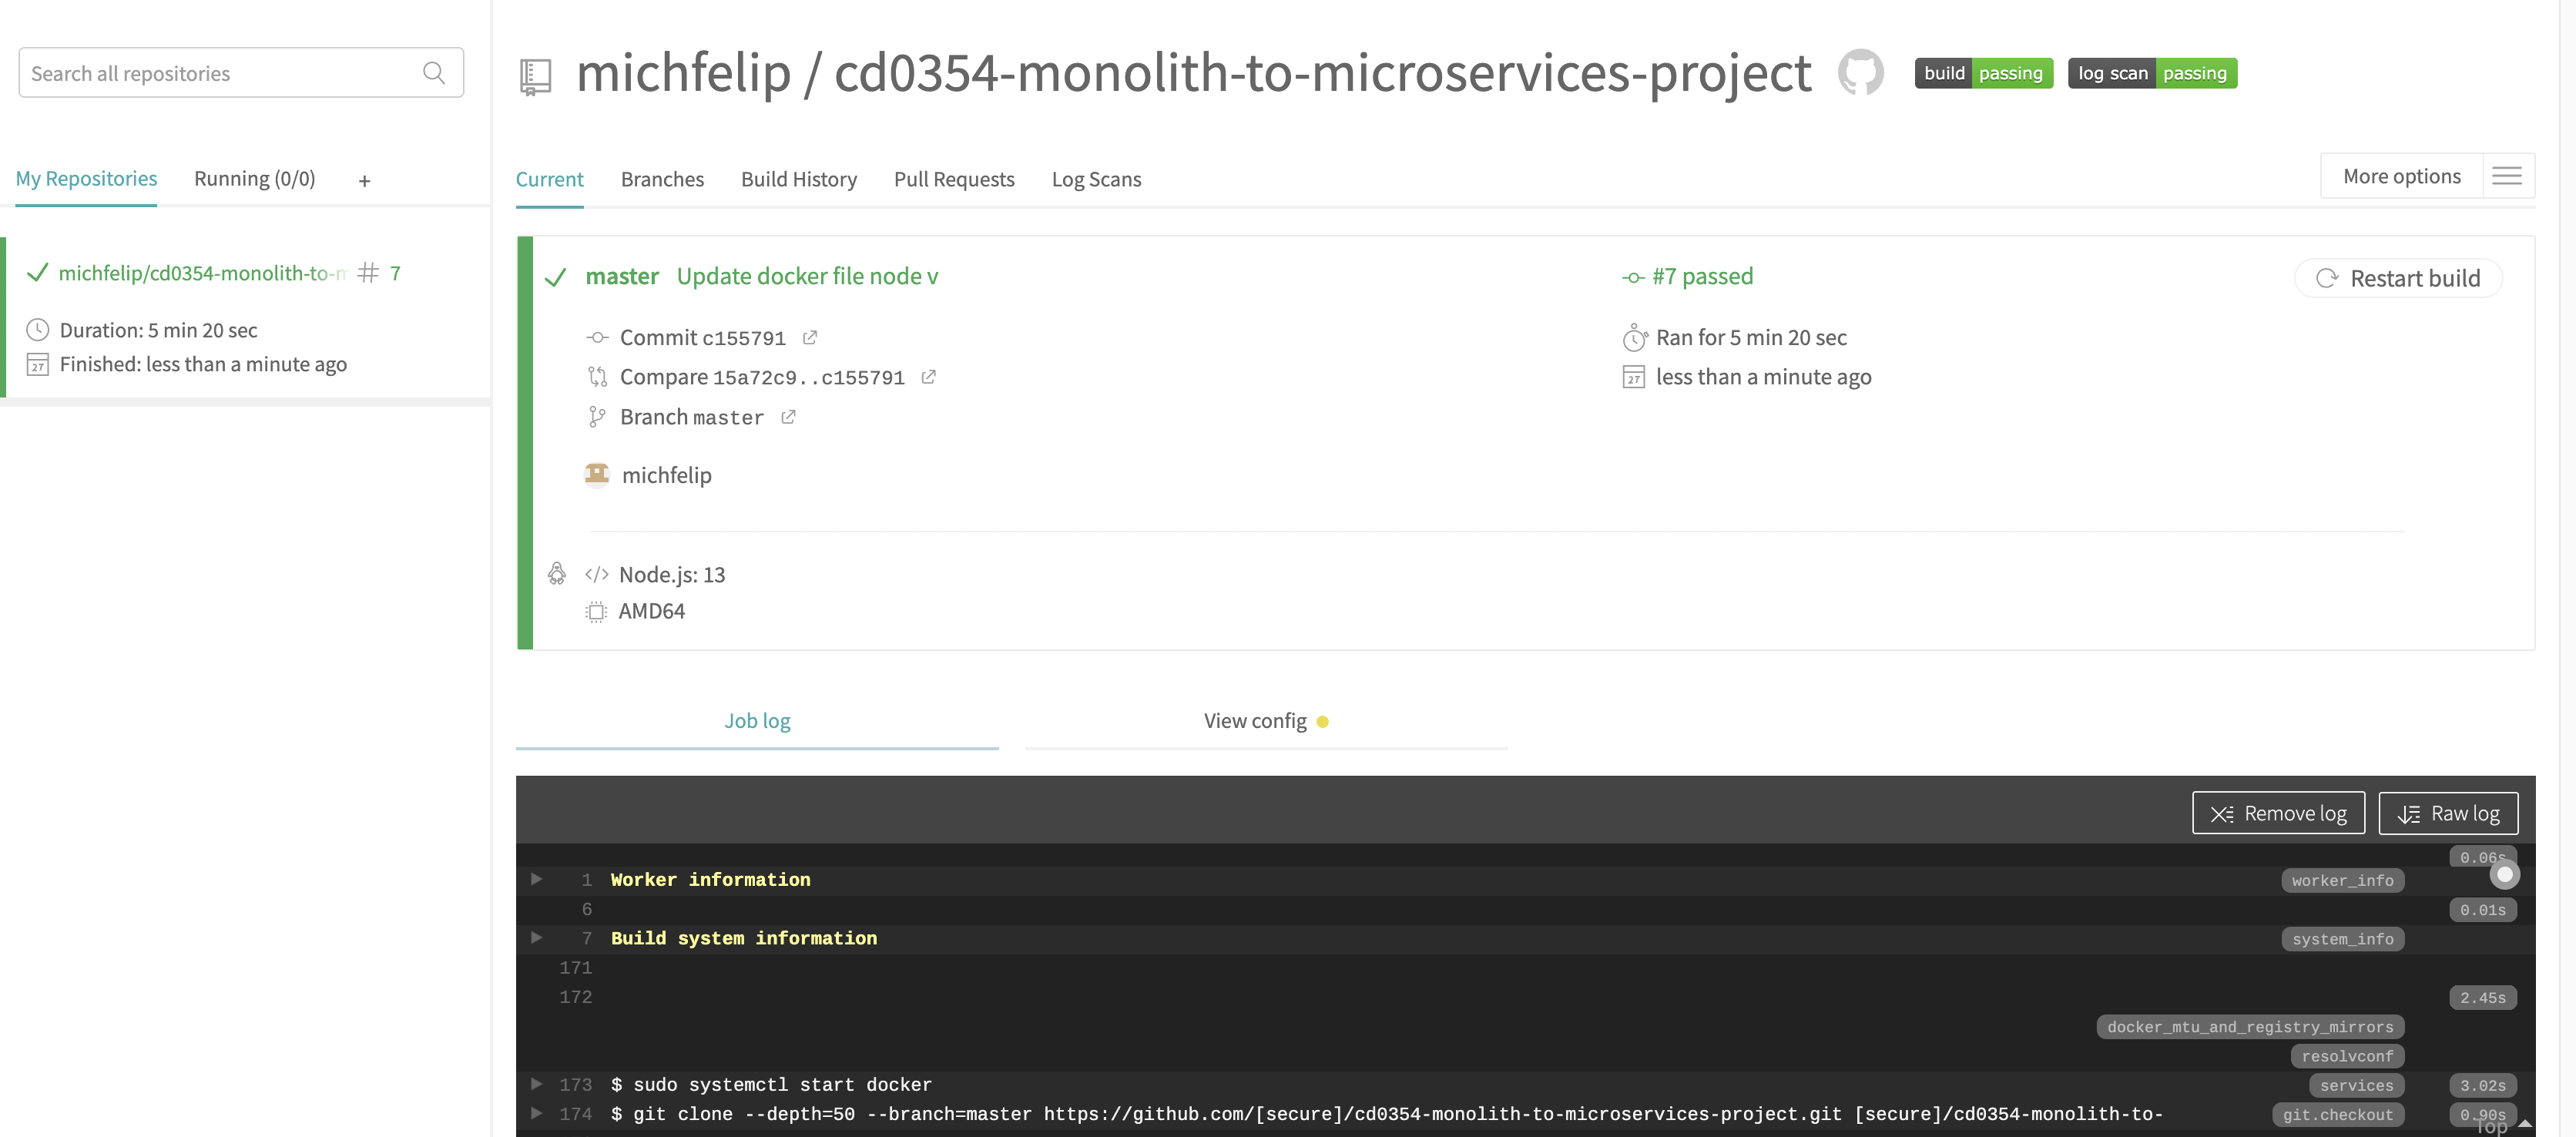 Search all repositories
My Repositories Running (0/0) +
michfelip/cd0354-monolith-to-m # 7
Duration: 5 min 20 sec
27 Finished: less than a minute ago
michfelip / cd0354-monolith-to-microservices-project build passing log scan passing
Current Branches Build History Pull Requests Log Scans More options
master Update docker file node v #7 passed Restart build
Commit c155791 Ran for 5 min 20 sec
Compare 15a72c9..c155791 27 less than a minute ago
Branch master
michfelip
</> Node.js: 13
AMD64
Job log View config
Remove log Raw log
0.06s
1 Worker information worker_info
6 0.01s
7 Build system information system_info
171
172 2.45s
docker_mtu_and_registry_mirrors
resolvconf
173 $ sudo systemctl start docker services 3.02s
174 $ git clone --depth=50 --branch=master https://github.com/[secure]/cd0354-monolith-to-microservices-project.git [secure]/cd0354-monolith-to- git.checkout 0.90s
Top